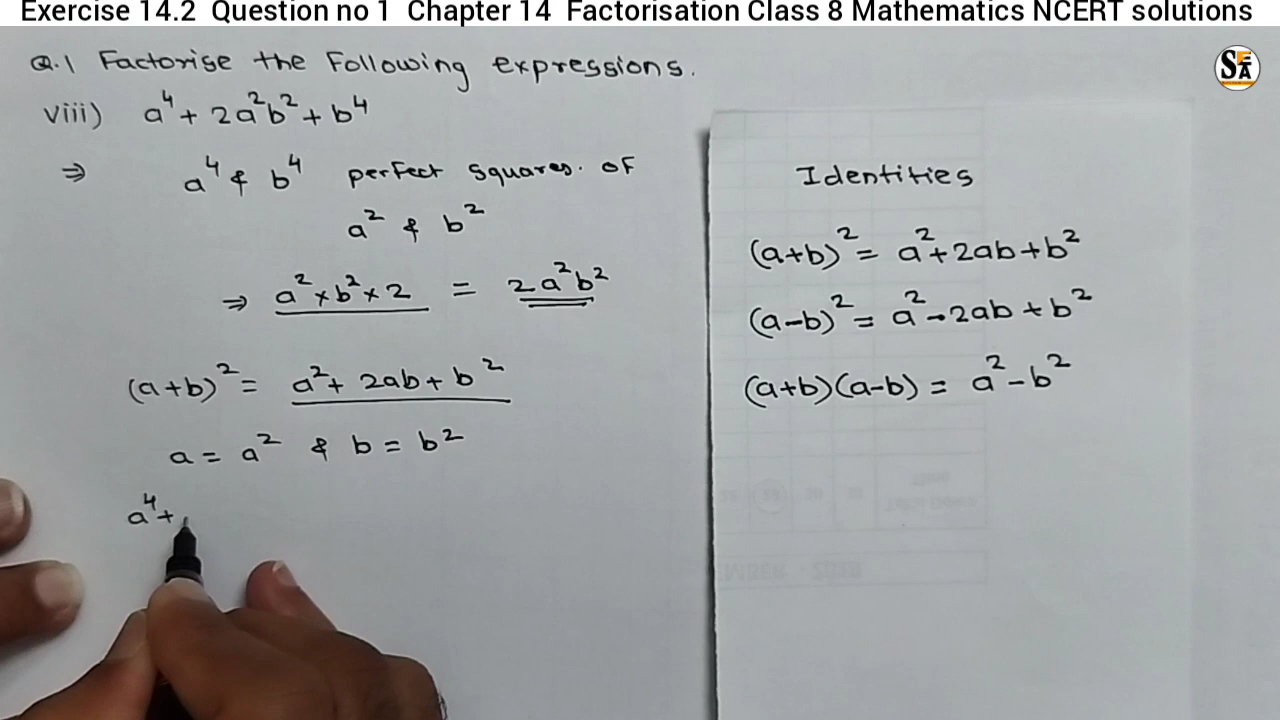 Exercise 14.2 Question no 1 Chapter 14 Factorisation Class 8 Mathematics NCERT solutions
SFA
Q.1 Factorise the Following expressions.
viii) a⁴ + 2a²b² + b⁴
⇒ a⁴ & b⁴ perfect squares. of
a² & b²
⇒ a² × b² × 2 = 2a²b²
(a+b)² = a² + 2ab + b²
a = a² & b = b²
a⁴ +
Identities
(a+b)² = a² + 2ab + b²
(a-b)² = a² - 2ab + b²
(a+b)(a-b) = a² - b²